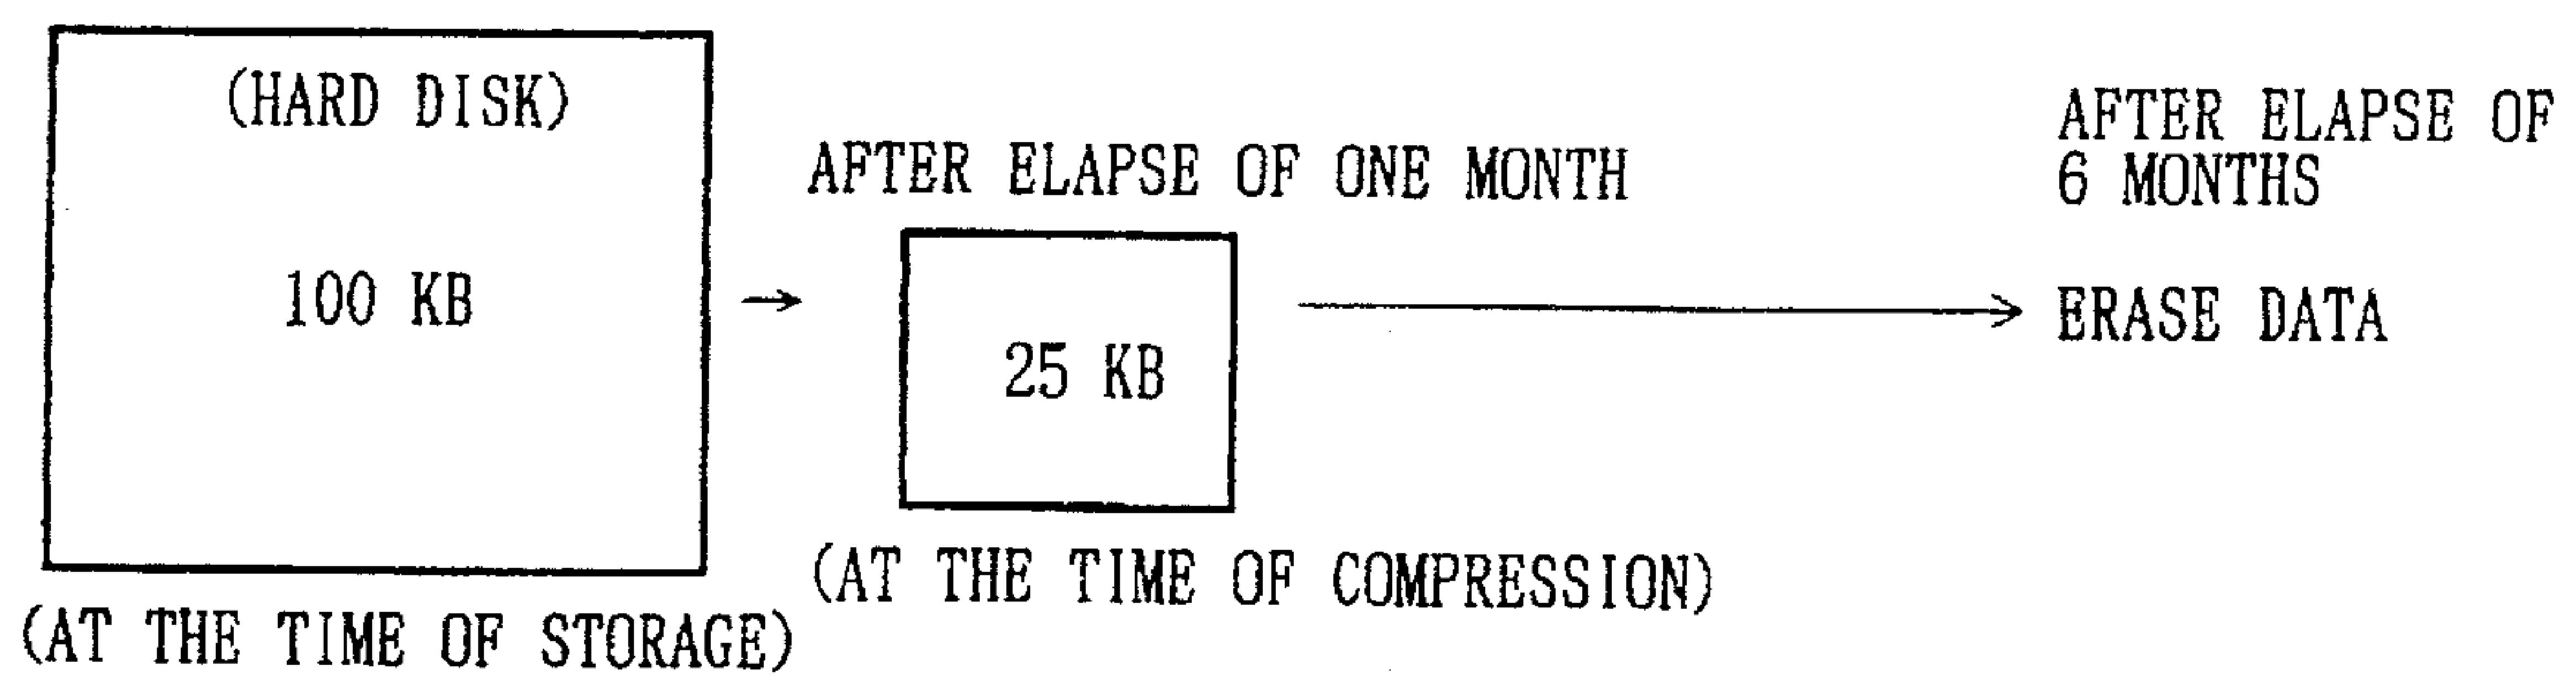 (HARD DISK)
100 KB
(AT THE TIME OF STORAGE)
AFTER ELAPSE OF ONE MONTH
25 KB
(AT THE TIME OF COMPRESSION)
AFTER ELAPSE OF
6 MONTHS
ERASE DATA